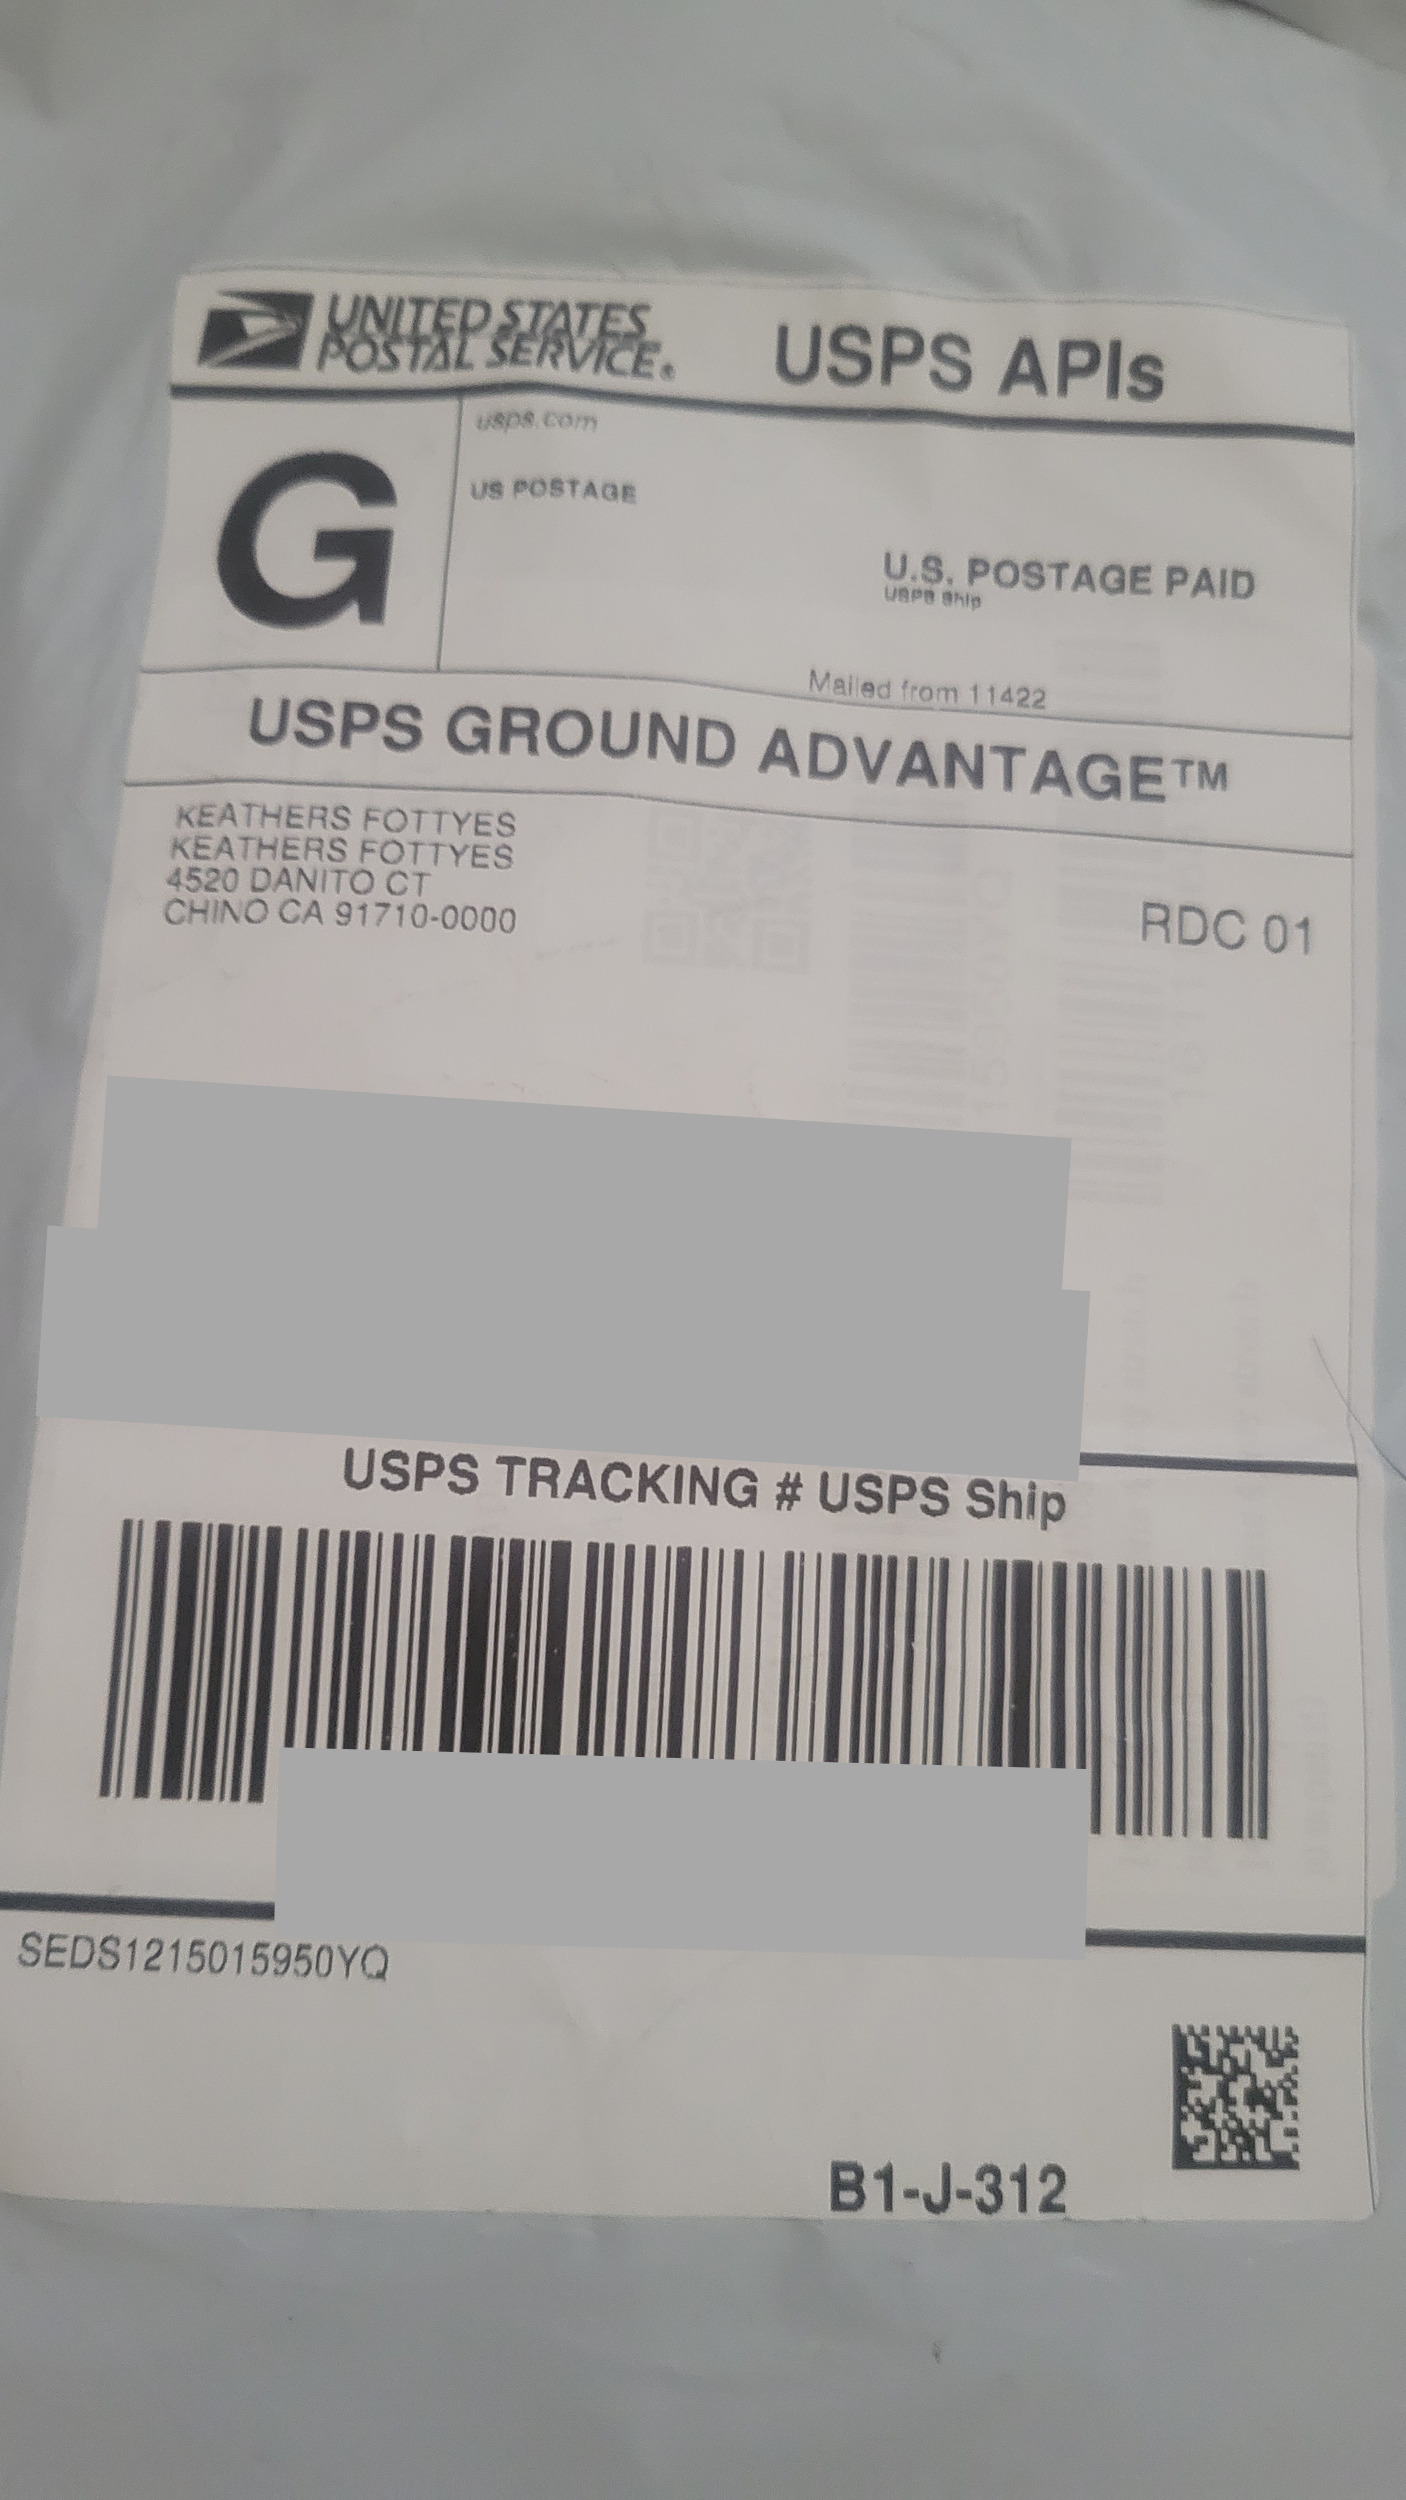 UNITED STATES
POSTAL SERVICE®
USPS APIs
G
usps.com
US POSTAGE
U.S. POSTAGE PAID
USPS Ship
Mailed from 11422
USPS GROUND ADVANTAGE™
KEATHERS FOTTYES
KEATHERS FOTTYES
4520 DANITO CT
CHINO CA 91710-0000
RDC 01
USPS TRACKING # USPS Ship
SEDS1215015950YQ
B1-J-312